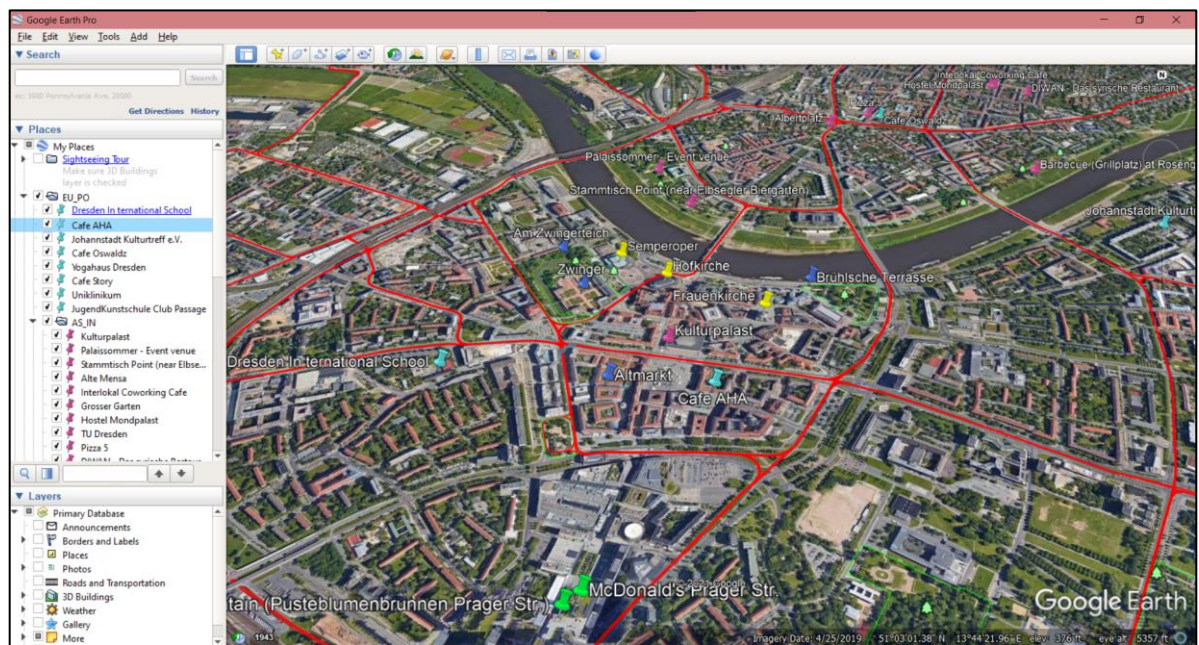 Google Earth Pro
File Edit View Tools Add Help
Search
Search
ex: 1600 Pennsylvania Ave, 20500
Get Directions History
Places
My Places
Sightseeing Tour
Make sure 3D Buildings
layer is checked
EU_PO
Dresden In ternational School
Cafe AHA
Johannstadt Kulturtreff e.V.
Cafe Oswaldz
Yogahaus Dresden
Cafe Story
Uniklinikum
JugendKunstschule Club Passage
AS_IN
Kulturpalast
Palaissommer - Event venue
Stammtisch Point (near Elbse...
Alte Mensa
Interlokal Coworking Cafe
Grosser Garten
Hostel Mondpalast
TU Dresden
Pizza 5
Layers
Primary Database
Announcements
Borders and Labels
Places
Photos
Roads and Transportation
3D Buildings
Weather
Gallery
More
Interlokal Coworking Cafe
Hostel Mondpalast
DIWAN - Das syrische Restaurant
N
Pizza 5
Albertplatz
Cafe Oswaldz
Palaissommer - Event venue
Barbecue (Grillplatz) at Roseng
Stammtisch Point (near Elbsegler Biergarten)
Johannstadt Kultur
Am Zwingerteich
Semperoper
Zwinger
Hofkirche
Brühlsche Terrasse
Frauenkirche
Kulturpalast
Dresden In ternational School
Altmarkt
Cafe AHA
© 2021 Google
McDonald's Prager Str.
tain (Pusteblumenbrunnen Prager Str.)
Google Earth
1943
Imagery Date: 4/25/2019 51°03'01.38" N 13°44'21.96" E elev 376 ft eye alt 5357 ft